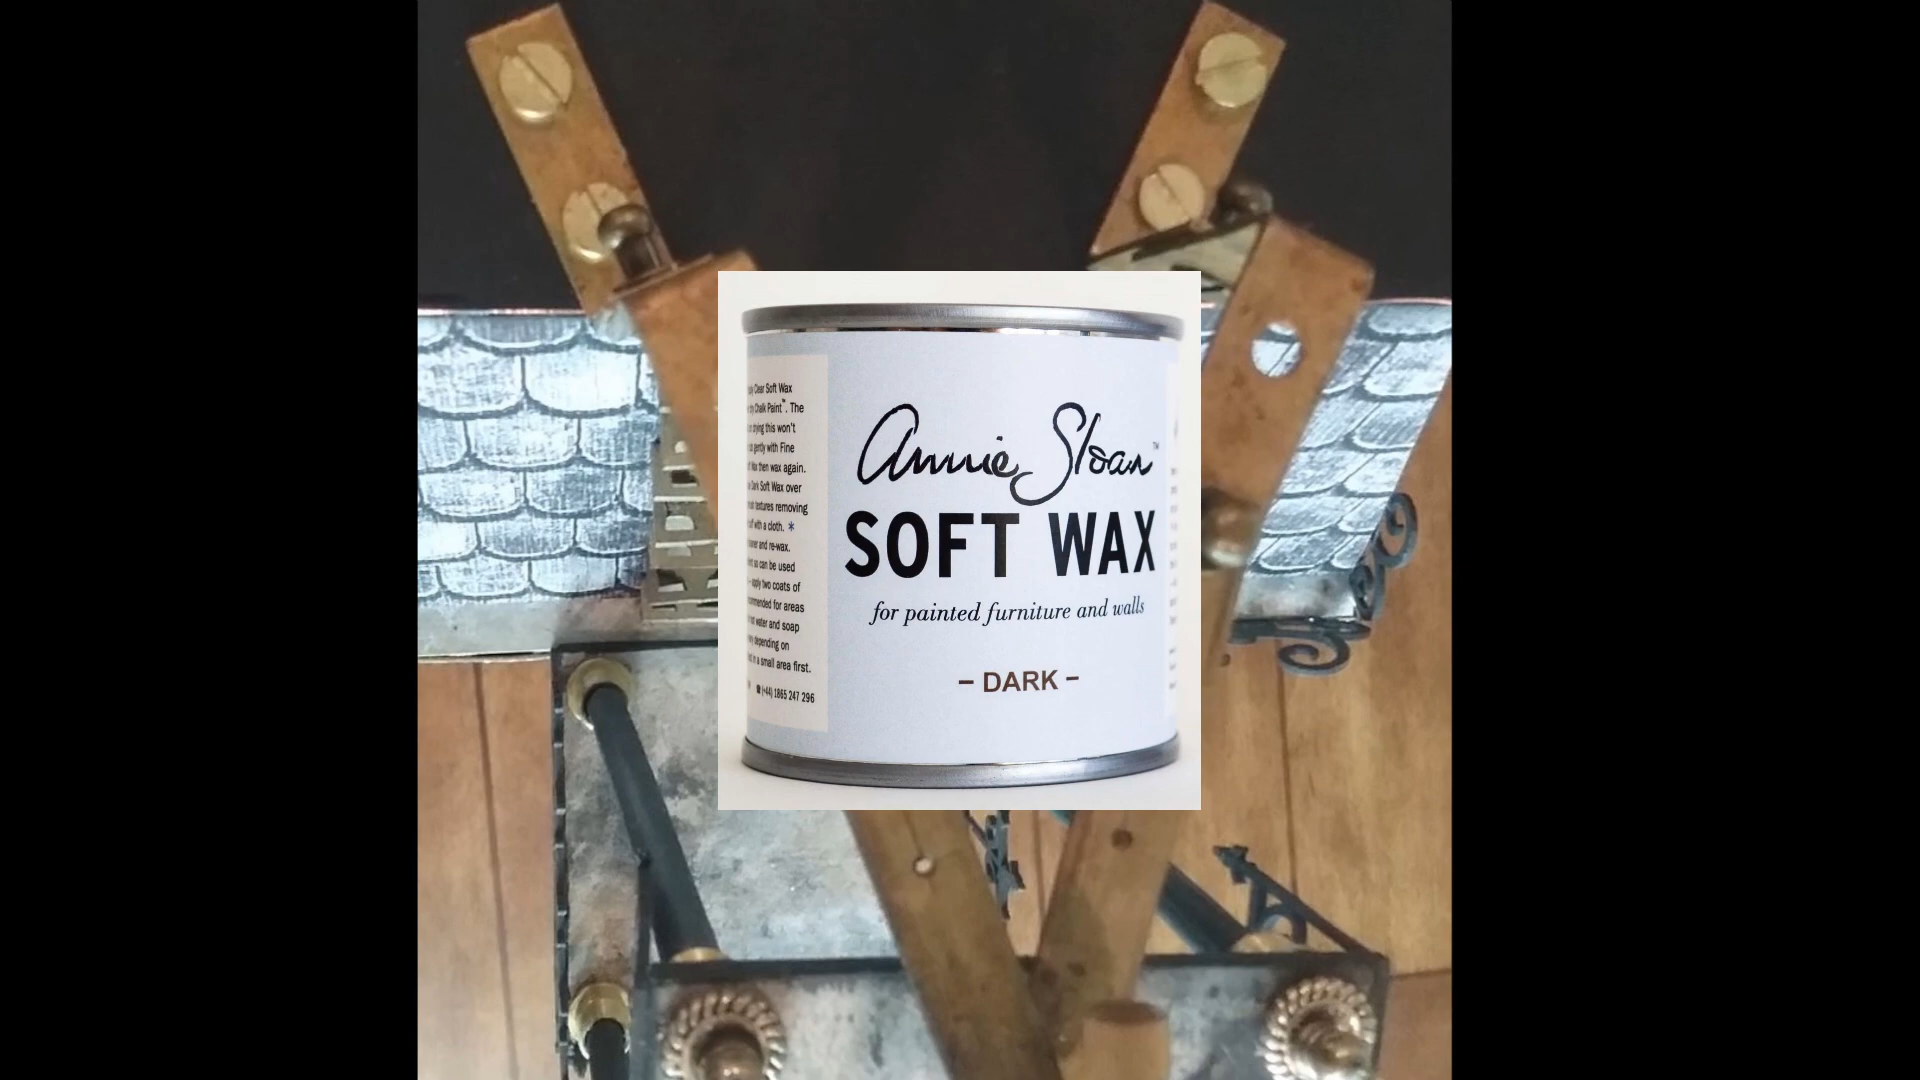 Clear Soft Wax
Chalk Paint™. The
drying this won't
gently with Fine
Wax then wax again.
Dark Soft Wax over
textures removing
with a cloth. *
and re-wax.
can be used
apply two coats of
for areas
water and soap
depending on
in a small area first.
☎ (+44) 1865 247 296
Annie Sloan™
SOFT WAX
for painted furniture and walls
– DARK –